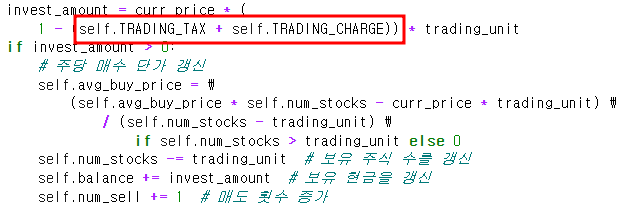 invest_amount = curr_price * (
1 - (self.TRADING_TAX + self.TRADING_CHARGE)) * trading_unit
if invest_amount > 0:
# 주당 매수 단가 갱신
self.avg_buy_price = ₩
(self.avg_buy_price * self.num_stocks - curr_price * trading_unit) ₩
/ (self.num_stocks - trading_unit) ₩
if self.num_stocks > trading_unit else 0
self.num_stocks -= trading_unit  # 보유 주식 수를 갱신
self.balance += invest_amount  # 보유 현금을 갱신
self.num_sell += 1  # 매도 횟수 증가